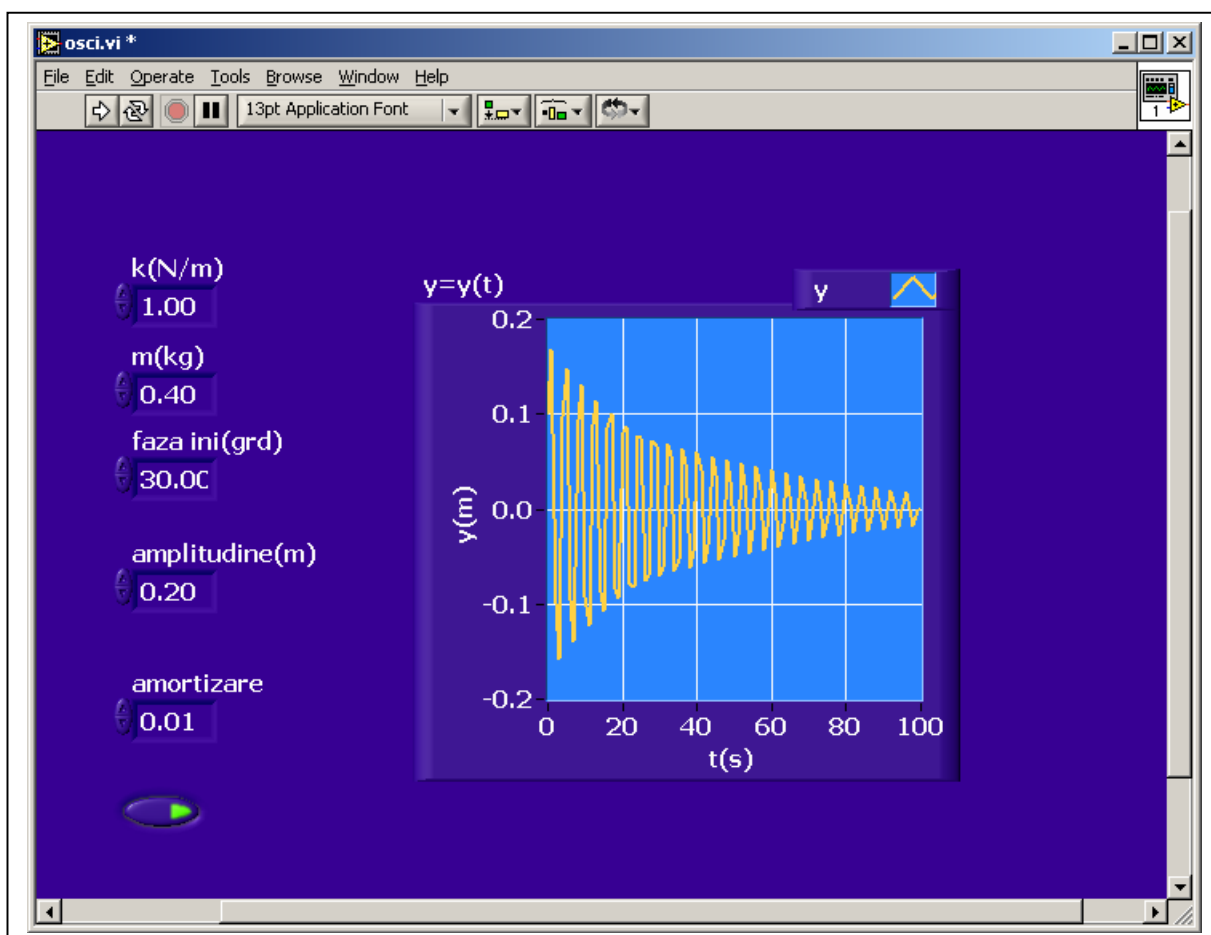 osci.vi *
File Edit Operate Tools Browse Window Help
13pt Application Font
1
k(N/m)
1.00
m(kg)
0.40
faza ini(grd)
30.00
amplitudine(m)
0.20
amortizare
0.01
y=y(t)
y
0.2
0.1
0.0
-0.1
-0.2
y(m)
0 20 40 60 80 100
t(s)